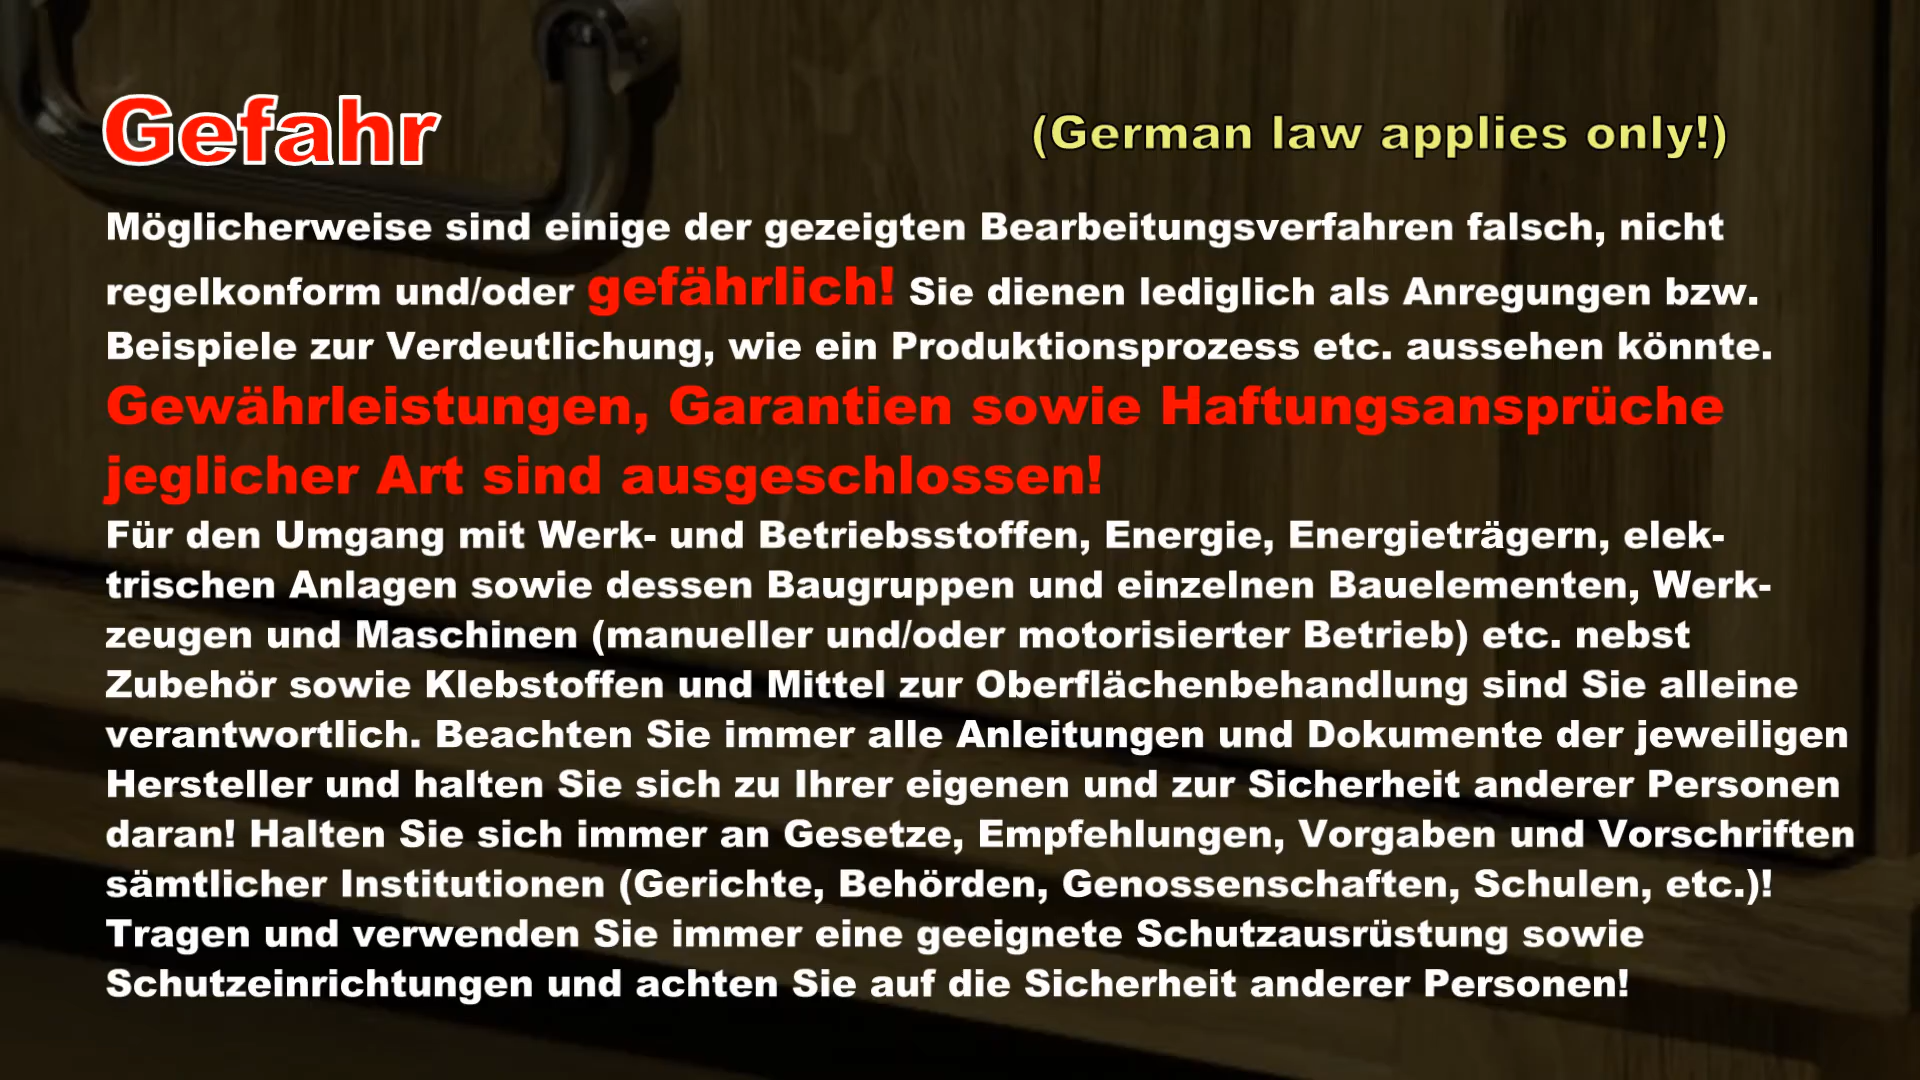 Gefahr
(German law applies only!)
Möglicherweise sind einige der gezeigten Bearbeitungsverfahren falsch, nicht
regelkonform und/oder gefährlich! Sie dienen lediglich als Anregungen bzw.
Beispiele zur Verdeutlichung, wie ein Produktionsprozess etc. aussehen könnte.
Gewährleistungen, Garantien sowie Haftungsansprüche
jeglicher Art sind ausgeschlossen!
Für den Umgang mit Werk- und Betriebsstoffen, Energie, Energieträgern, elek-
trischen Anlagen sowie dessen Baugruppen und einzelnen Bauelementen, Werk-
zeugen und Maschinen (manueller und/oder motorisierter Betrieb) etc. nebst
Zubehör sowie Klebstoffen und Mittel zur Oberflächenbehandlung sind Sie alleine
verantwortlich. Beachten Sie immer alle Anleitungen und Dokumente der jeweiligen
Hersteller und halten Sie sich zu Ihrer eigenen und zur Sicherheit anderer Personen
daran! Halten Sie sich immer an Gesetze, Empfehlungen, Vorgaben und Vorschriften
sämtlicher Institutionen (Gerichte, Behörden, Genossenschaften, Schulen, etc.)!
Tragen und verwenden Sie immer eine geeignete Schutzausrüstung sowie
Schutzeinrichtungen und achten Sie auf die Sicherheit anderer Personen!